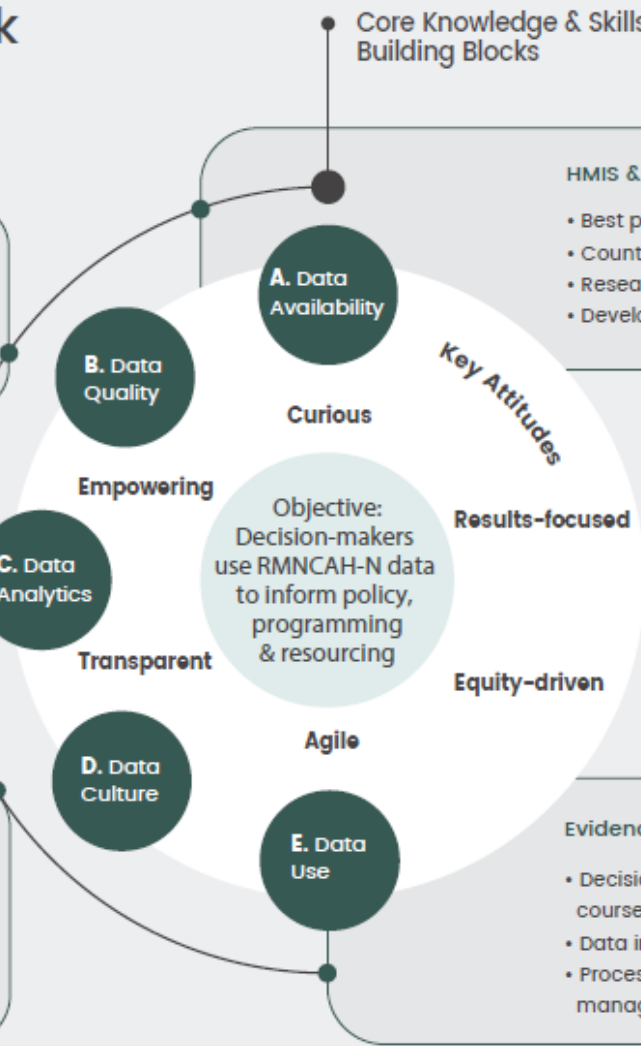 k
Core Knowledge & Skills
Building Blocks
HMIS &
• Best p
• Count
• Resea
• Develo
A. Data
Availability
B. Data
Quality
Key Attitudes
Curious
Empowering
Results-focused
Objective:
Decision-makers
use RMNCAH-N data
to inform policy,
programming
& resourcing
C. Data
Analytics
Transparent
Equity-driven
Agile
D. Data
Culture
E. Data
Use
Evidenc
• Decisi
course
• Data i
• Proces
manag